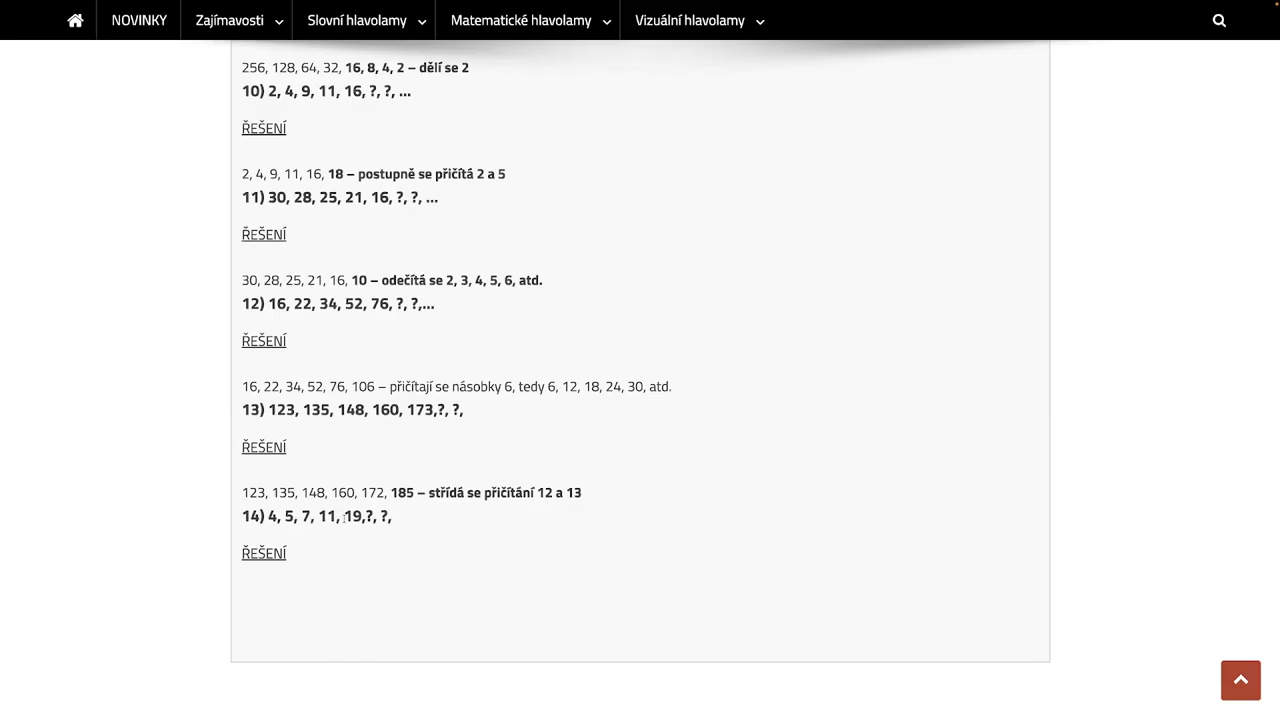 NOVINKY Zajímavosti Slovní hlavolamy Matematické hlavolamy Vizuální hlavolamy
256, 128, 64, 32, 16, 8, 4, 2 – dělí se 2
10) 2, 4, 9, 11, 16, ?, ?, ...
ŘEŠENÍ
2, 4, 9, 11, 16, 18 – postupně se přičítá 2 a 5
11) 30, 28, 25, 21, 16, ?, ?, ...
ŘEŠENÍ
30, 28, 25, 21, 16, 10 – odečítá se 2, 3, 4, 5, 6, atd.
12) 16, 22, 34, 52, 76, ?, ?,...
ŘEŠENÍ
16, 22, 34, 52, 76, 106 – přičítají se násobky 6, tedy 6, 12, 18, 24, 30, atd.
13) 123, 135, 148, 160, 173,?, ?,
ŘEŠENÍ
123, 135, 148, 160, 172, 185 – střídá se přičítání 12 a 13
14) 4, 5, 7, 11, 19,?, ?,
ŘEŠENÍ